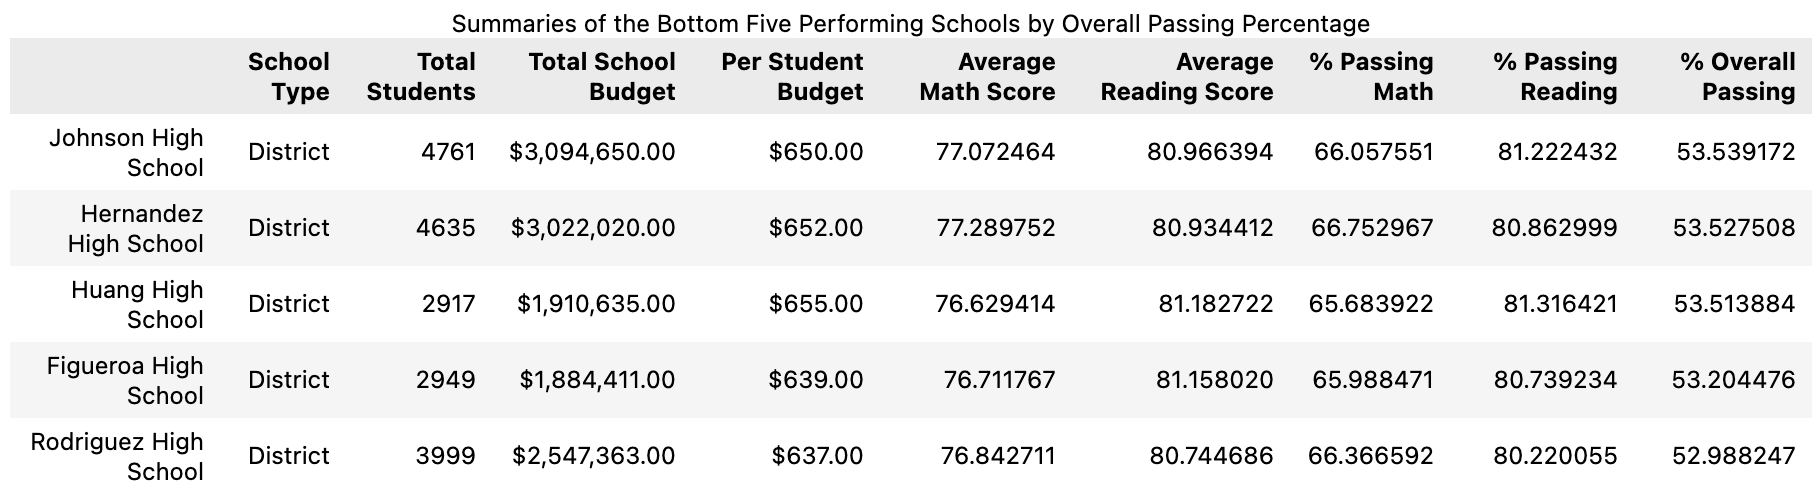 Summaries of the Bottom Five Performing Schools by Overall Passing Percentage
School Type Total Students Total School Budget Per Student Budget Average Math Score Average Reading Score % Passing Math % Passing Reading % Overall Passing
Johnson High School District 4761 $3,094,650.00 $650.00 77.072464 80.966394 66.057551 81.222432 53.539172
Hernandez High School District 4635 $3,022,020.00 $652.00 77.289752 80.934412 66.752967 80.862999 53.527508
Huang High School District 2917 $1,910,635.00 $655.00 76.629414 81.182722 65.683922 81.316421 53.513884
Figueroa High School District 2949 $1,884,411.00 $639.00 76.711767 81.158020 65.988471 80.739234 53.204476
Rodriguez High School District 3999 $2,547,363.00 $637.00 76.842711 80.744686 66.366592 80.220055 52.988247